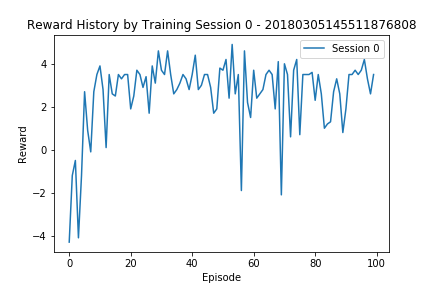 Reward History by Training Session 0 - 20180305145511876808
Session 0
Reward
4
2
0
−2
−4
0 20 40 60 80 100
Episode